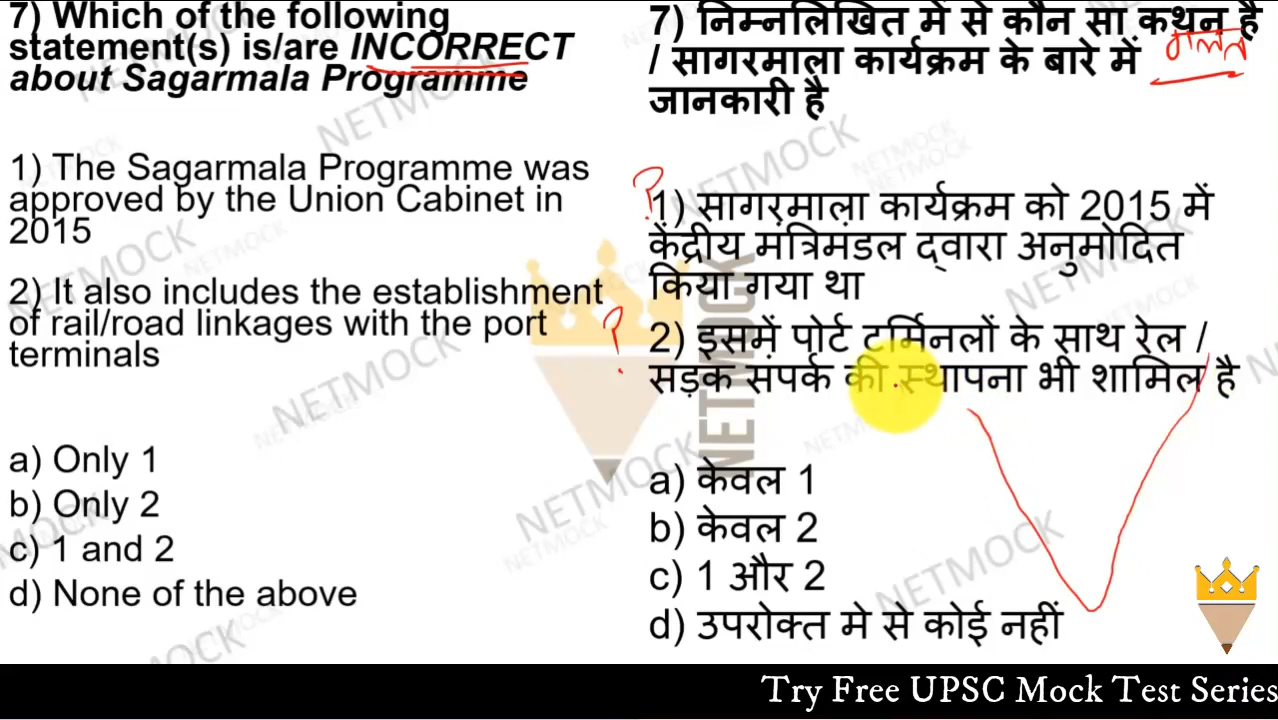 7) Which of the following
statement(s) is/are INCORRECT
about Sagarmala Programme
1) The Sagarmala Programme was
approved by the Union Cabinet in
2015
2) It also includes the establishment
of rail/road linkages with the port
terminals
a) Only 1
b) Only 2
c) 1 and 2
d) None of the above
7) निम्नलिखित में से कौन सा कथन है
/ सागरमाला कार्यक्रम के बारे में
जानकारी है
गलत
?
1) सागरमाला कार्यक्रम को 2015 में
केंद्रीय मंत्रिमंडल द्वारा अनुमोदित
किया गया था
?
2) इसमें पोर्ट टर्मिनलों के साथ रेल /
सड़क संपर्क की स्थापना भी शामिल है
a) केवल 1
b) केवल 2
c) 1 और 2
d) उपरोक्त मे से कोई नहीं
NETMOCK
Try Free UPSC Mock Test Series